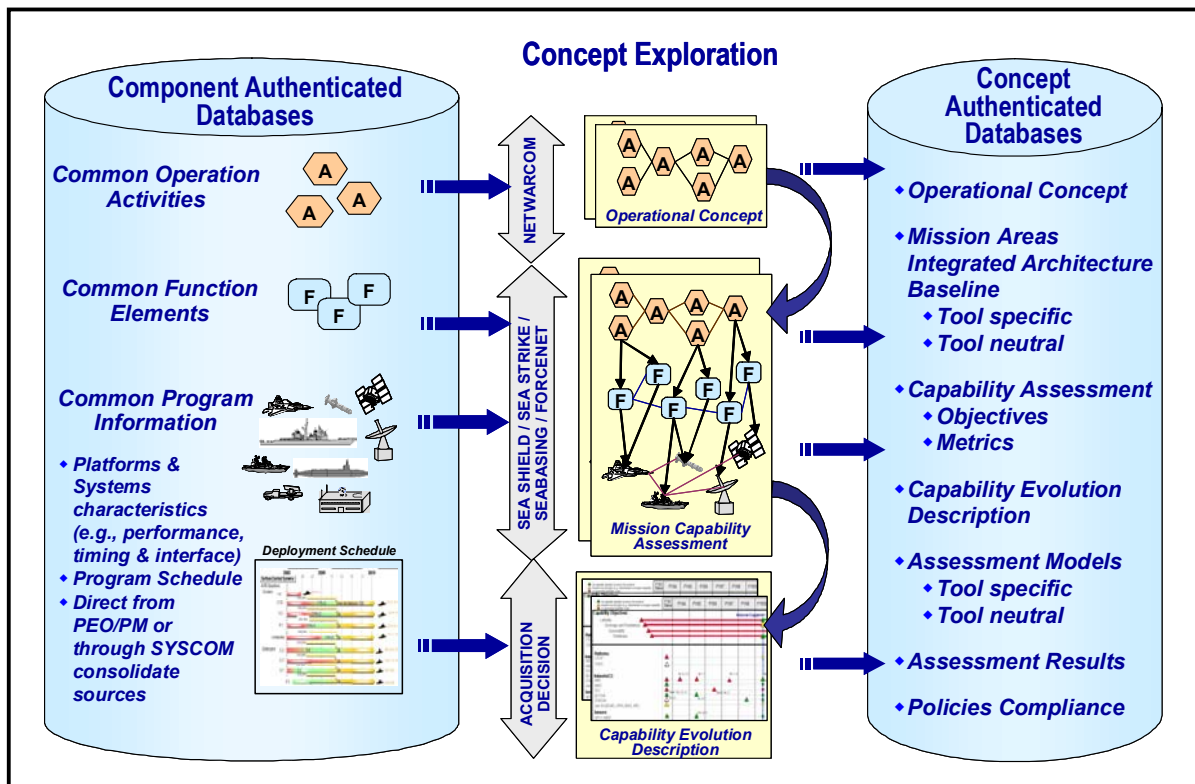 Concept Exploration
Component Authenticated
Databases
Common Operation
Activities
A
A
A
Common Function
Elements
F
F
F
Common Program
Information
Platforms &
Systems
characteristics
(e.g., performance,
timing & interface)
Program Schedule
Direct from
PEO/PM or
through SYSCOM
consolidate
sources
Deployment Schedule
NETWARCOM
SEA SHIELD / SEA STRIKE /
SEABASING / FORCENET
ACQUISITION
DECISION
A
A
A
A
A
A
Operational Concept
A
A
A
A
A
A
F
F
F
F
F
F
Mission Capability
Assessment
Capability Evolution
Description
Concept
Authenticated
Databases
Operational Concept
Mission Areas
Integrated Architecture
Baseline
Tool specific
Tool neutral
Capability Assessment
Objectives
Metrics
Capability Evolution
Description
Assessment Models
Tool specific
Tool neutral
Assessment Results
Policies Compliance